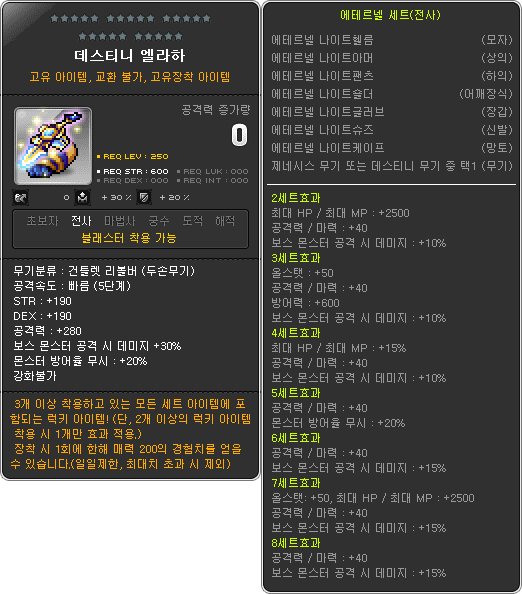 데스티니 엘라하
고유 아이템, 교환 불가, 고유장착 아이템
공격력 증가량
0
REQ LEV : 250
REQ STR : 600 REQ LUK : 000
REQ DEX : 000 REQ INT : 000
0 +30% +20%
초보자 전사 마법사 궁수 도적 해적
블래스터 착용 가능
무기분류 : 건틀렛 리볼버 (두손무기)
공격속도 : 빠름 (5단계)
STR : +190
DEX : +190
공격력 : +280
보스 몬스터 공격 시 데미지 +30%
몬스터 방어율 무시 : +20%
강화불가
3개 이상 착용하고 있는 모든 세트 아이템에 포
함되는 럭키 아이템! (단, 2개 이상의 럭키 아이템
착용 시 1개만 효과 적용.)
장착 시 1회에 한해 매력 200의 경험치를 얻을
수 있습니다.(일일제한, 최대치 초과 시 제외)
에테르넬 세트(전사)
에테르넬 나이트헬름 (모자)
에테르넬 나이트아머 (상의)
에테르넬 나이트팬츠 (하의)
에테르넬 나이트숄더 (어깨장식)
에테르넬 나이트글러브 (장갑)
에테르넬 나이트슈즈 (신발)
에테르넬 나이트케이프 (망토)
제네시스 무기 또는 데스티니 무기 중 택1 (무기)
2세트효과
최대 HP / 최대 MP : +2500
공격력 / 마력 : +40
보스 몬스터 공격 시 데미지 : +10%
3세트효과
올스탯 : +50
공격력 / 마력 : +40
방어력 : +600
보스 몬스터 공격 시 데미지 : +10%
4세트효과
최대 HP / 최대 MP : +15%
공격력 / 마력 : +40
보스 몬스터 공격 시 데미지 : +10%
5세트효과
공격력 / 마력 : +40
몬스터 방어율 무시 : +20%
6세트효과
공격력 / 마력 : +40
보스 몬스터 공격 시 데미지 : +15%
7세트효과
올스탯: +50, 최대 HP / 최대 MP : +2500
공격력 / 마력 : +40
보스 몬스터 공격 시 데미지 : +15%
8세트효과
공격력 / 마력 : +40
보스 몬스터 공격 시 데미지 : +15%